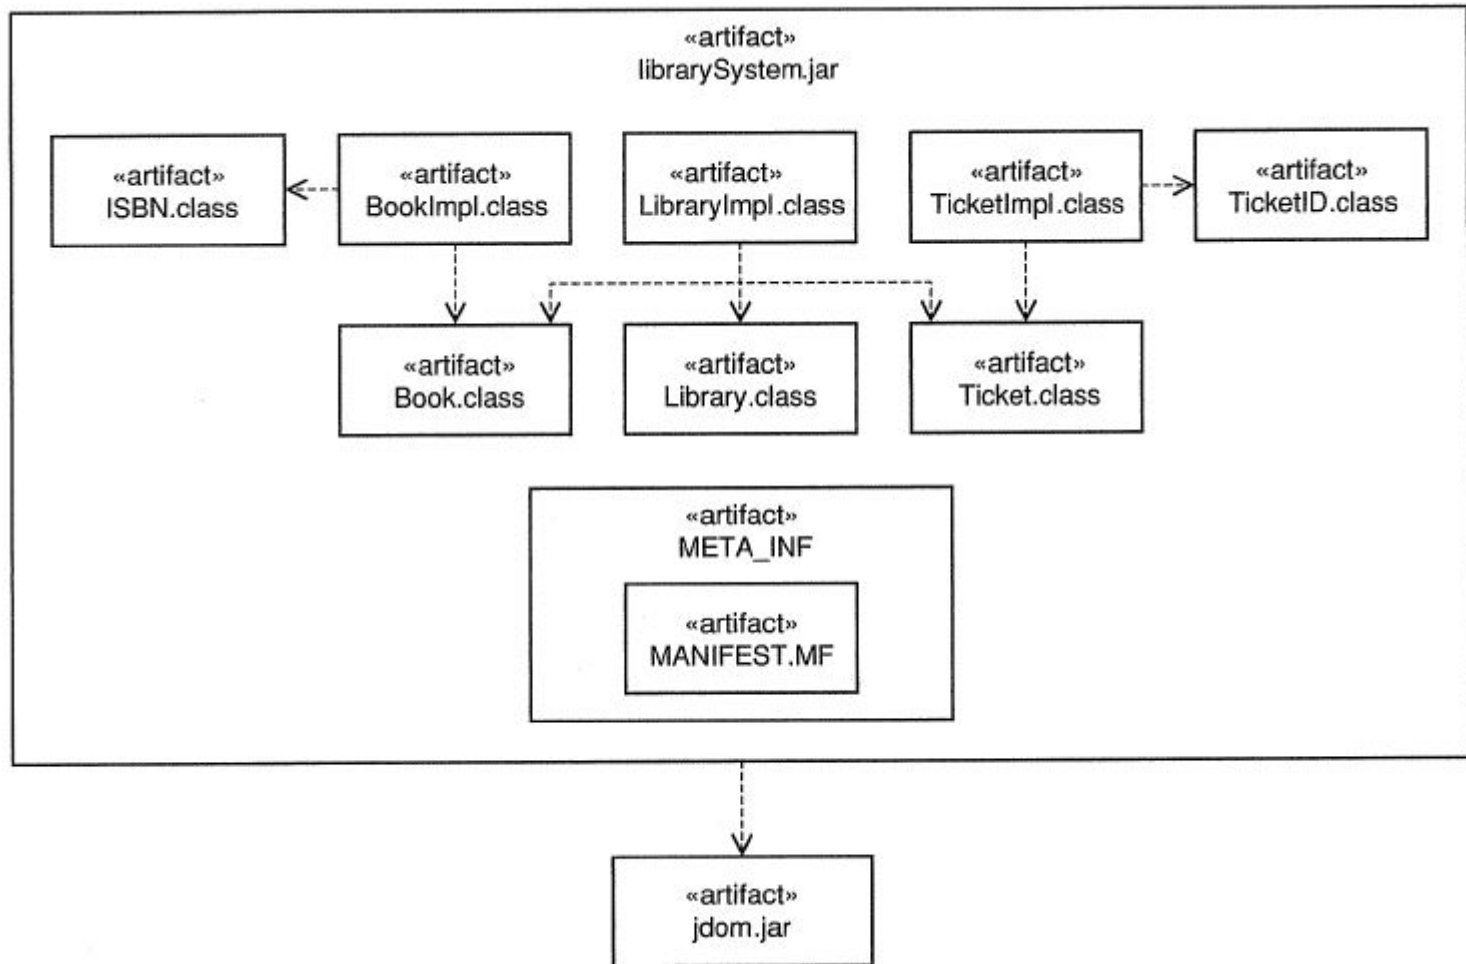 «artifact»
librarySystem.jar
«artifact»
ISBN.class
«artifact»
BookImpl.class
«artifact»
LibraryImpl.class
«artifact»
TicketImpl.class
«artifact»
TicketID.class
«artifact»
Book.class
«artifact»
Library.class
«artifact»
Ticket.class
«artifact»
META_INF
«artifact»
MANIFEST.MF
«artifact»
jdom.jar